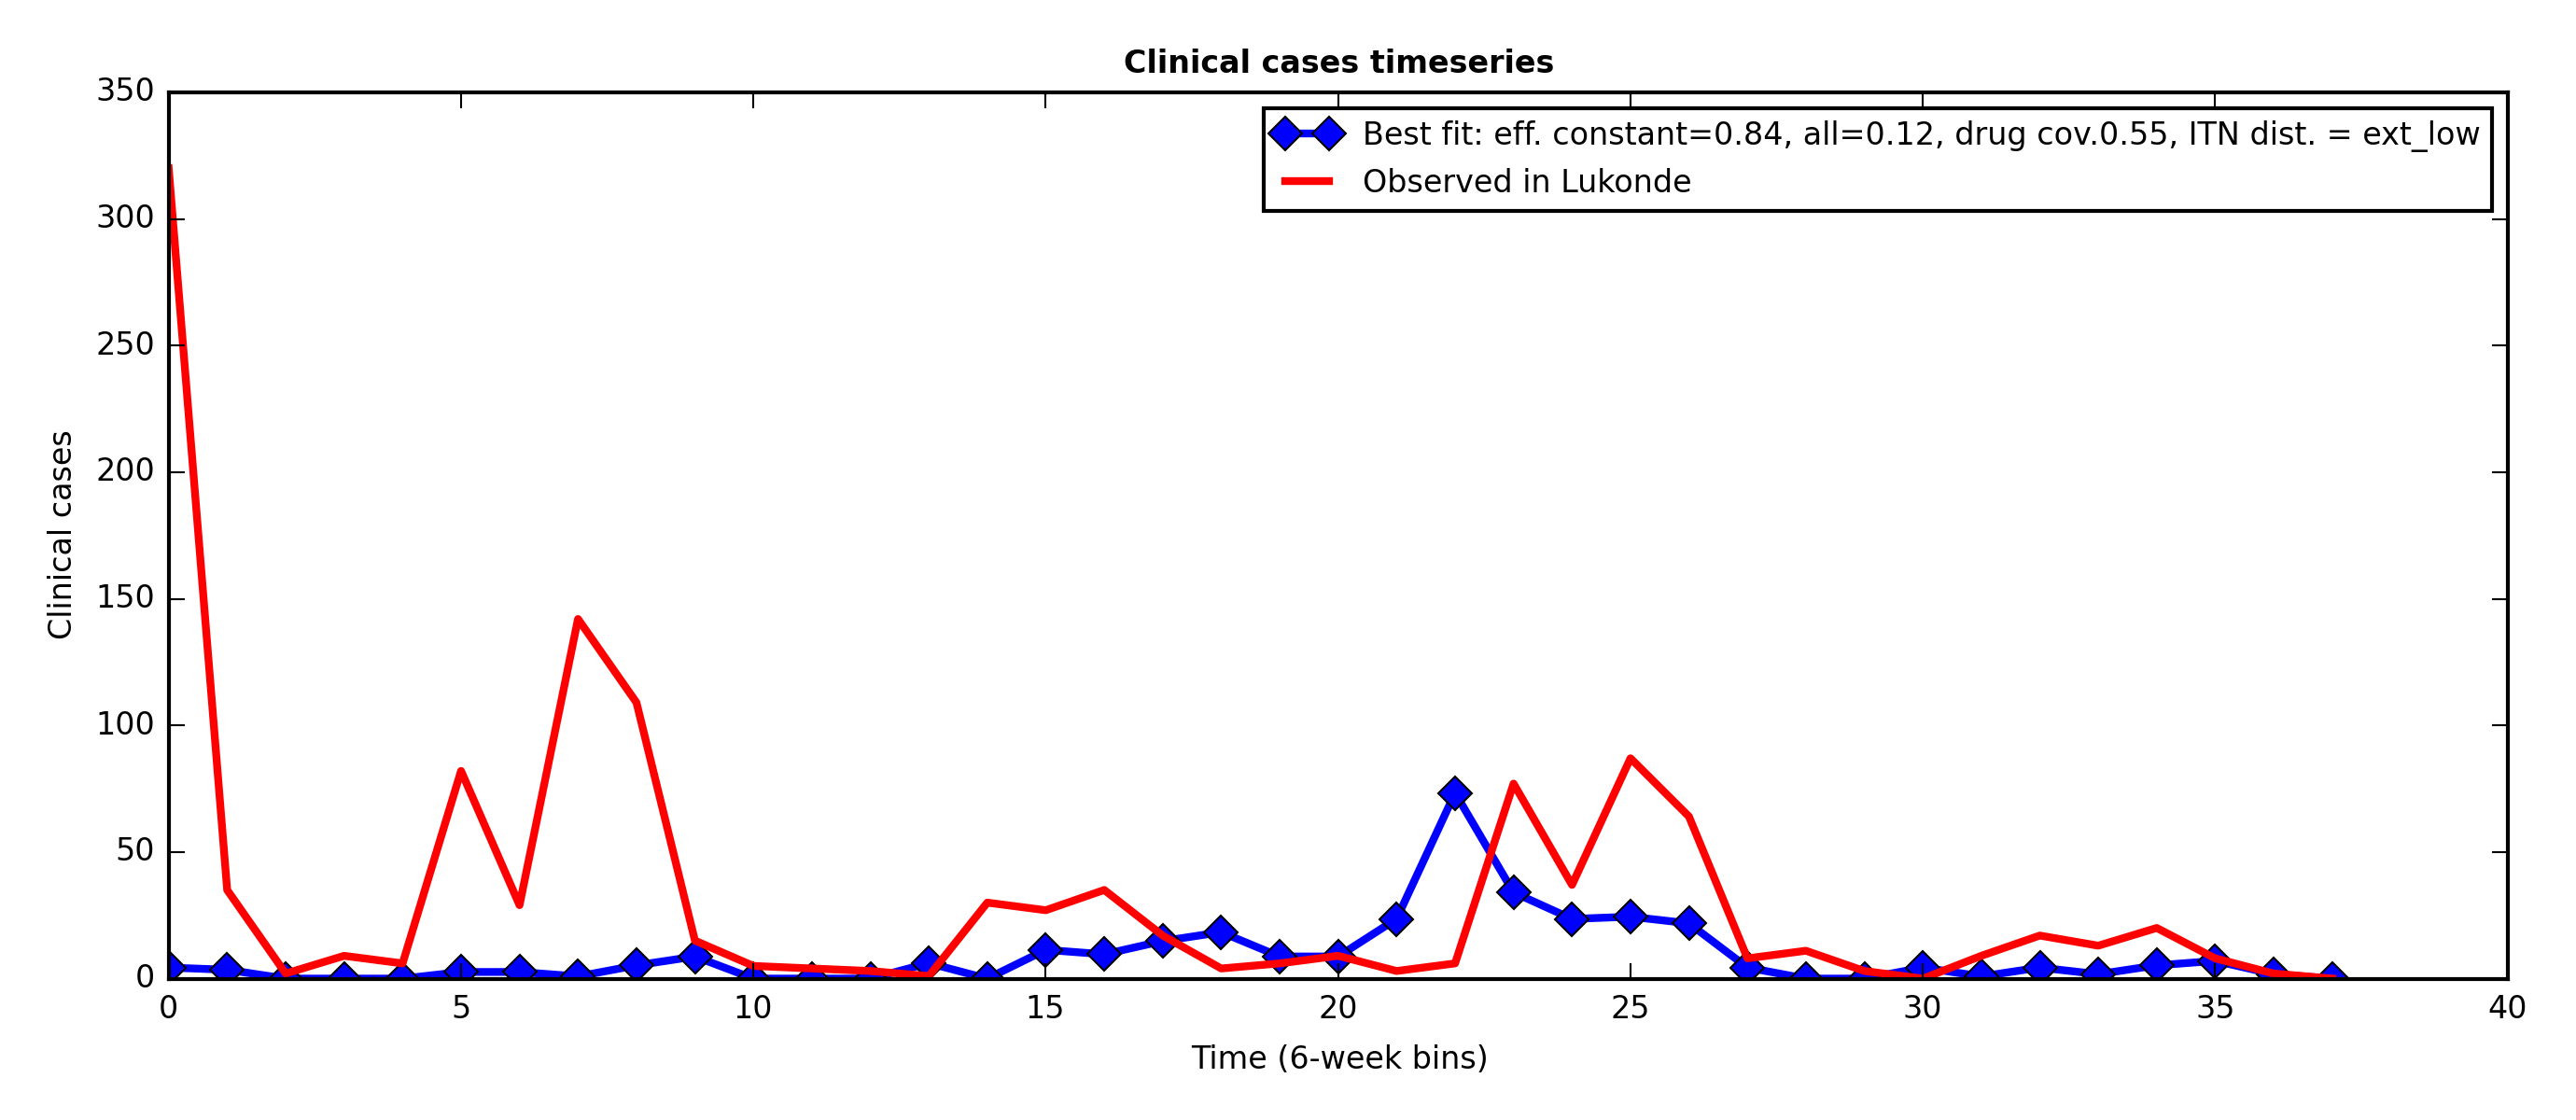 Clinical cases timeseries
350
300
250
200
150
100
50
0
Clinical cases
Best fit: eff. constant=0.84, all=0.12, drug cov.0.55, ITN dist. = ext_low
Observed in Lukonde
0 5 10 15 20 25 30 35 40
Time (6-week bins)